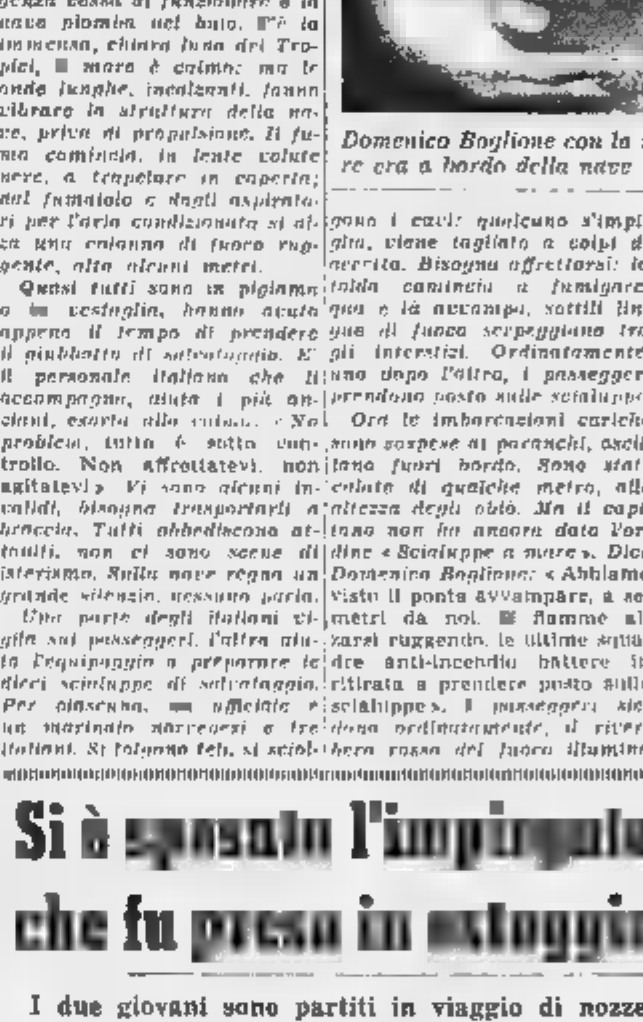 nave piomba nel buio. C'è la
immensa, chiara luna dei Tro-
pici, mare è calmo: ma le
onde lunghe, incalzanti, fanno
vibrare la struttura della na-
ve, priva di propulsione. Il fu-
mo comincia, in lente volute
nere, a trapelare in coperta;
dal fumaiolo e dagli aspirato-
ri per l'aria condizionata si al-
za una colonna di fuoco rug-
gente, alta alcuni metri.
Quasi tutti sono in pigiama
o vestaglia, hanno avuto
appena il tempo di prendere
il giubbotto di salvataggio. E'
il personale italiano che li
accompagna, aiuta i più an-
ziani, esorta alla calma: « No
problem, tutto è sotto con-
trollo. Non affrettatevi, non
agitatevi ». Vi sono alcuni in-
validi, bisogna trasportarli a
braccia. Tutti obbediscono at-
toniti, non ci sono scene di
isterismo. Sulla nave regna un
grande silenzio, nessuno parla.
Una parte degli italiani vi-
gila sui passeggeri, l'altra aiu-
ta l'equipaggio a preparare le
dieci scialuppe di salvataggio.
Per ciascuna, ufficiale e
un marinaio norvegesi e tre
italiani. Si tolgono teli, si sciol-
Domenico Baglione con la
re era a bordo della nave
gono i cavi: qualcuno s'impi
glia, viene tagliato a colpi d
accetta. Bisogna affrettarsi: la
tolda comincia a fumigare
qua e là avvampa, sottili lin
gue di fuoco serpeggiano tra
gli interstizi. Ordinatamente
uno dopo l'altro, i passegger
prendono posto sulle scialuppe
Ora le imbarcazioni cariche
sono sospese ai paranchi, oscil
lano fuori bordo. Sono stat
calate di qualche metro, all
altezza degli oblò. Ma il capi
tano non ha ancora dato l'or
dine « Scialuppe a mare ». Dice
Domenico Baglione: « Abbiamo
visto il ponte avvampare, a se
metri da noi. fiamme al
zarsi ruggendo, le ultime squa
dre anti-incendio battere in
ritirata a prendere posto sulle
scialuppe ». I passeggeri sie
dono ordinatamente, il river
bero rosso del fuoco illumina
Si è sposato l'impiegato
che fu preso in ostaggio
I due giovani sono partiti in viaggio di nozze